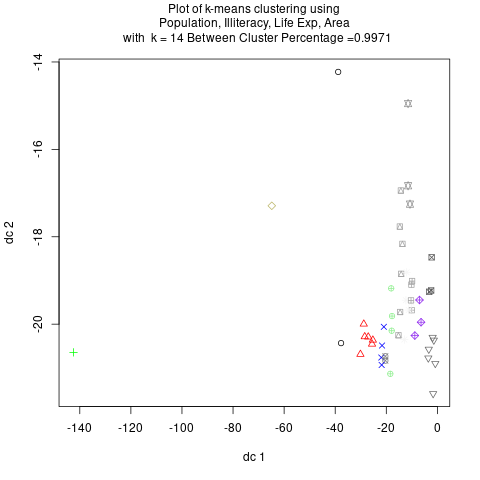 Plot of k-means clustering using
Population, Illiteracy, Life Exp, Area
with k = 14 Between Cluster Percentage =0.9971
-14
-16
-18
-20
dc 2
-140 -120 -100 -80 -60 -40 -20 0
dc 1